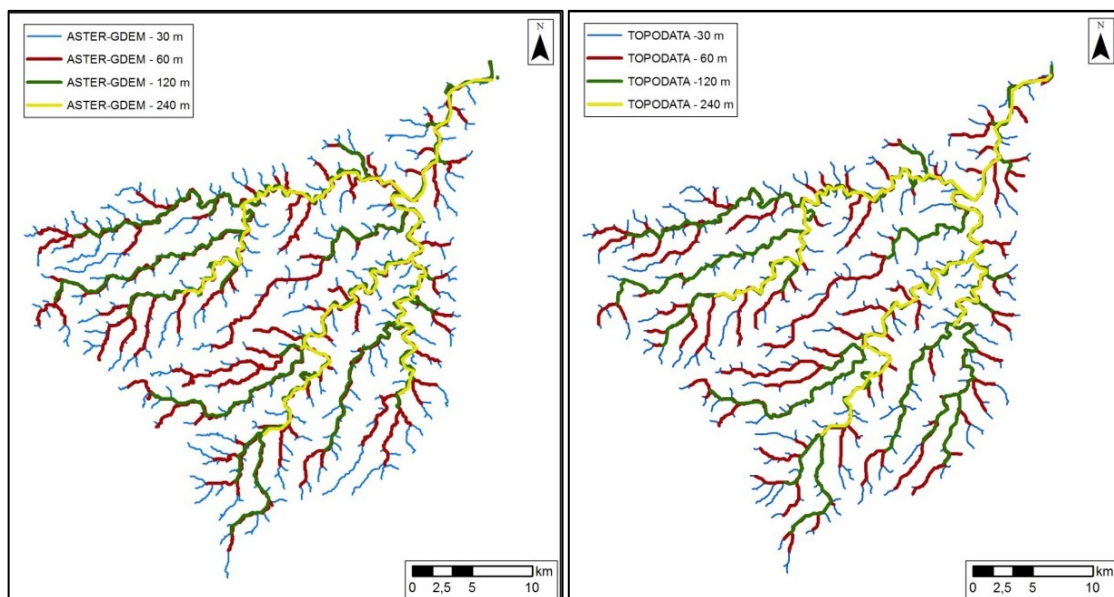 ASTER-GDEM - 30 m
ASTER-GDEM - 60 m
ASTER-GDEM - 120 m
ASTER-GDEM - 240 m
N
km
0 2,5 5 10
TOPODATA -30 m
TOPODATA - 60 m
TOPODATA -120 m
TOPODATA - 240 m
N
km
0 2,5 5 10